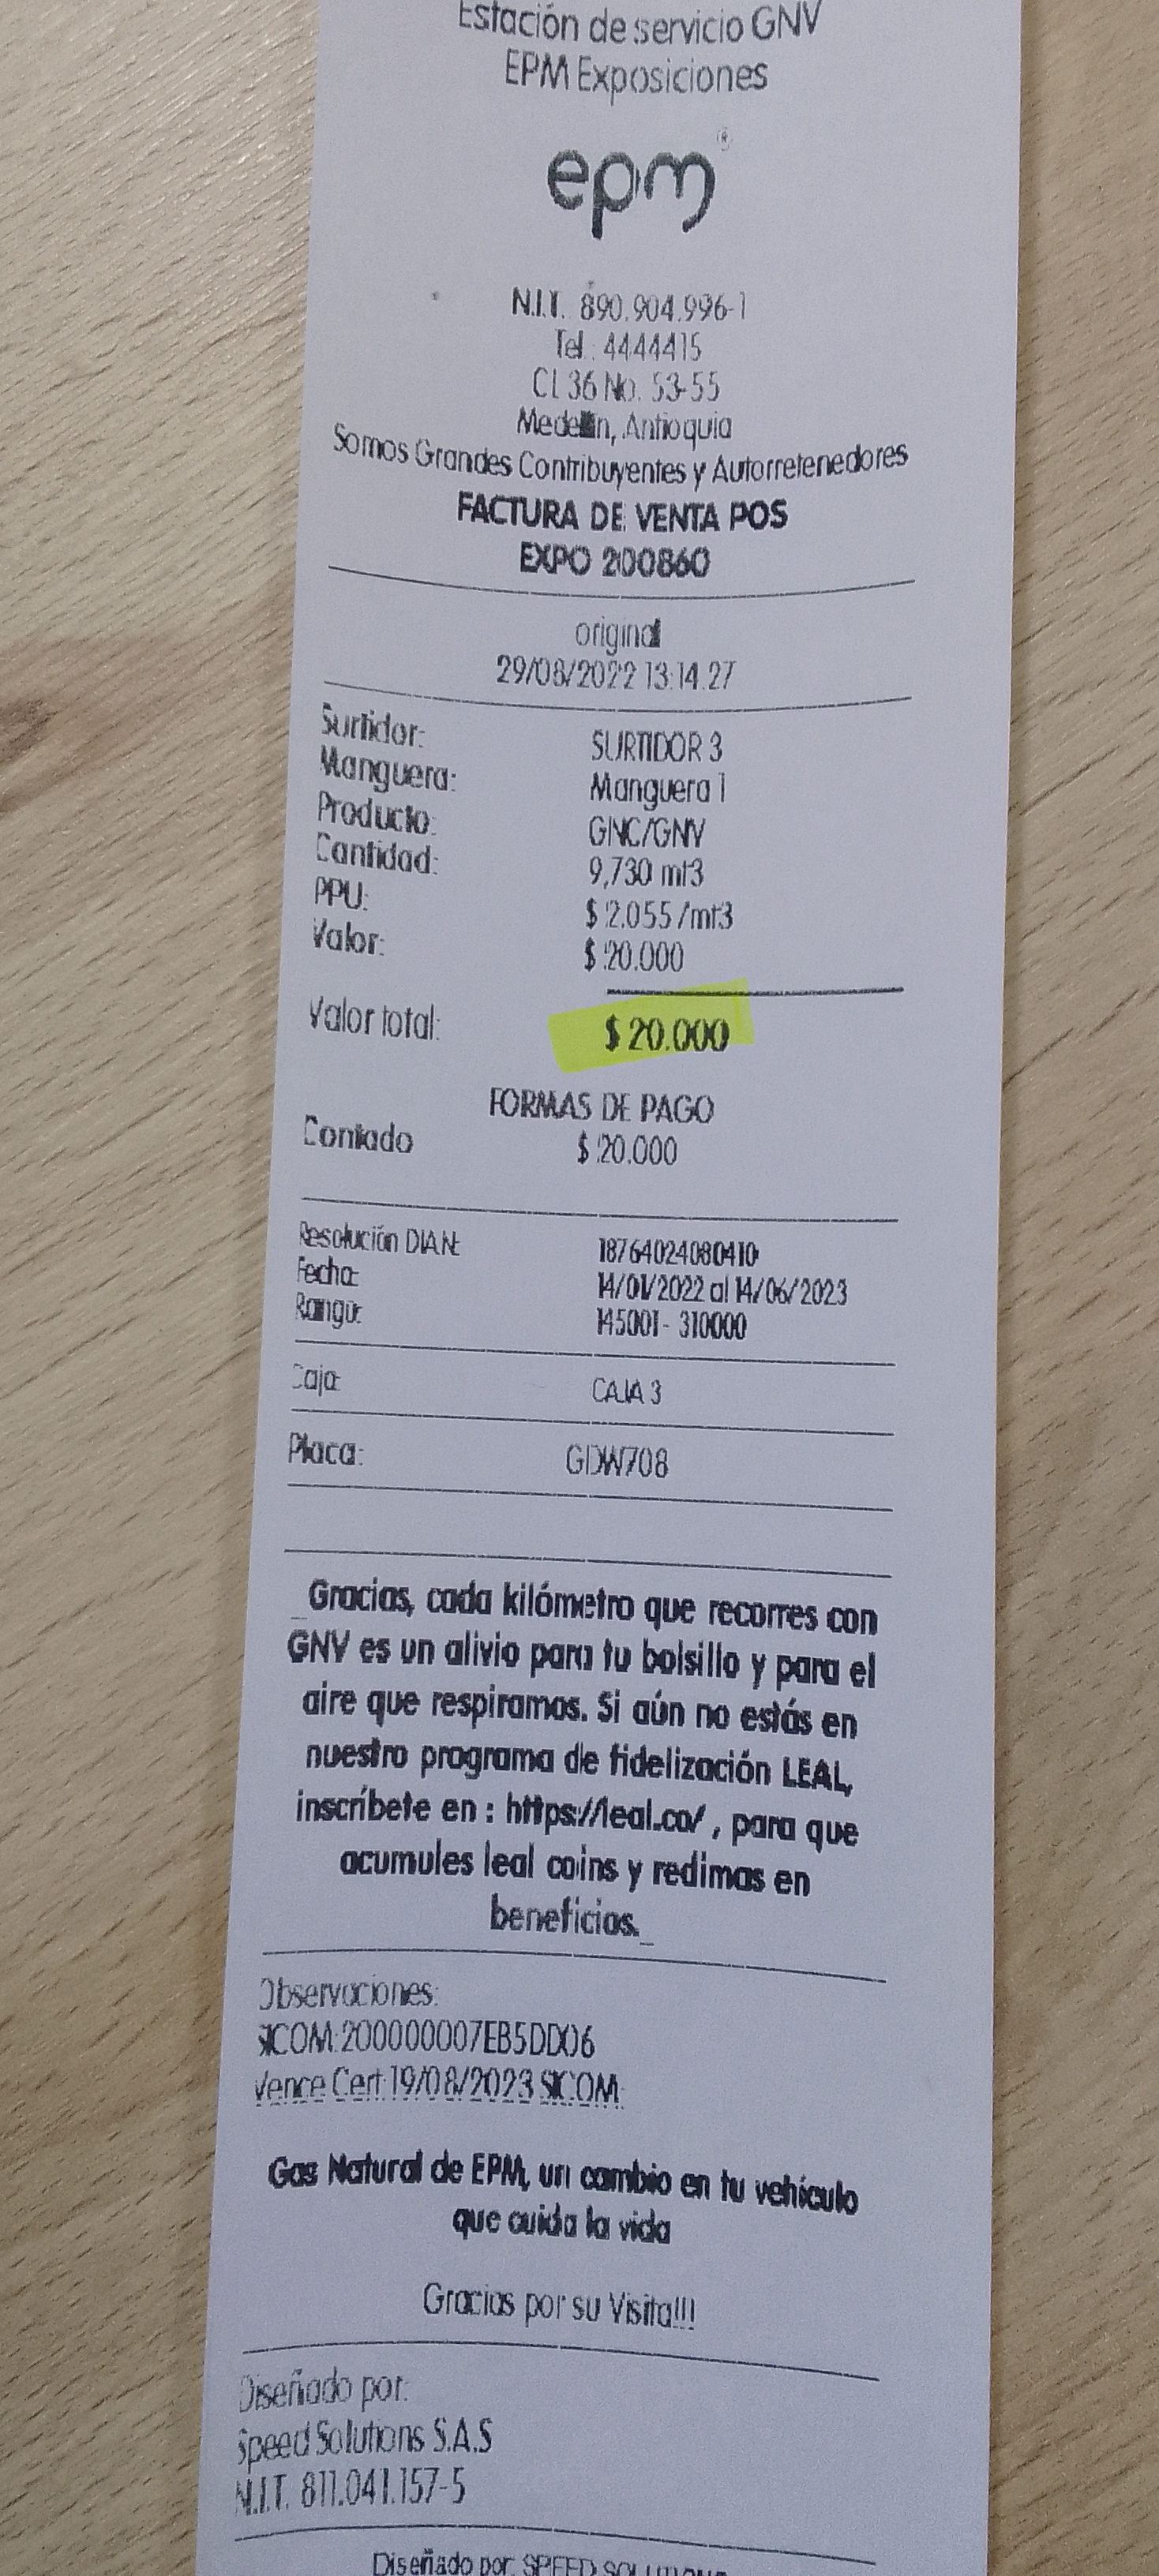 Estación de servicio GNV
EPM Exposiciones
epm®
N.I.T. 890.904.996-1
Tel.: 4444415
CL 36 No. 53-55
Medellín, Antioquia
Somos Grandes Contribuyentes y Autorretenedores
FACTURA DE VENTA POS
EXPO 200860
original
29/08/2022 13:14:27
Surtidor: SURTIDOR 3
Manguera: Manguera 1
Producto: GNC/GNV
Cantidad: 9,730 mt3
PPU: $ 2.055 /mt3
Valor: $ 20.000
Valor total: $ 20.000
FORMAS DE PAGO
Contado $ 20.000
Resolución DIAN: 18764024080410
Fecha: 14/01/2022 al 14/06/2023
Rango: 145001 - 310000
Caja: CAJA 3
Placa: GDW708
_Gracias, cada kilómetro que recorres con
GNV es un alivio para tu bolsillo y para el
aire que respiramos. Si aún no estás en
nuestro programa de fidelización LEAL,
inscríbete en : https://leal.co/ , para que
acumules leal coins y redimas en
beneficios._
Observaciones:
SICOM:200000007EB5DD06
Vence Cert:19/08/2023 SICOM:
Gas Natural de EPM, un cambio en tu vehículo
que cuida la vida
Gracias por su Visita!!!
Diseñado por:
Speed Solutions S.A.S
N.I.T. 811.041.157-5
Diseñado por: SPEED SOLUTIONS